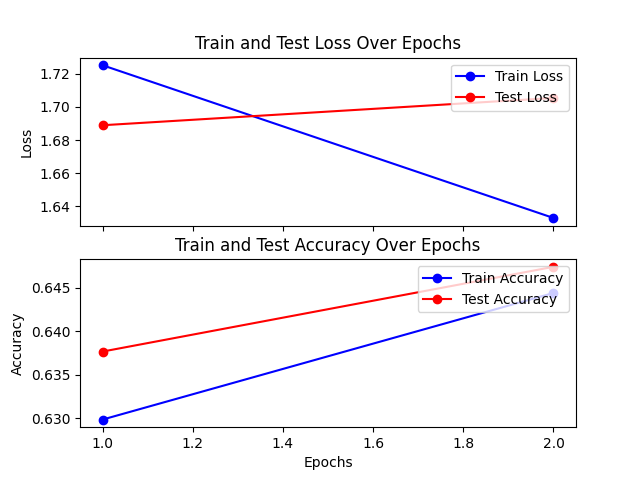 Train and Test Loss Over Epochs
1.72
1.70
1.68
1.66
1.64
Loss
Train Loss
Test Loss
Train and Test Accuracy Over Epochs
0.645
0.640
0.635
0.630
Accuracy
Train Accuracy
Test Accuracy
1.0 1.2 1.4 1.6 1.8 2.0
Epochs